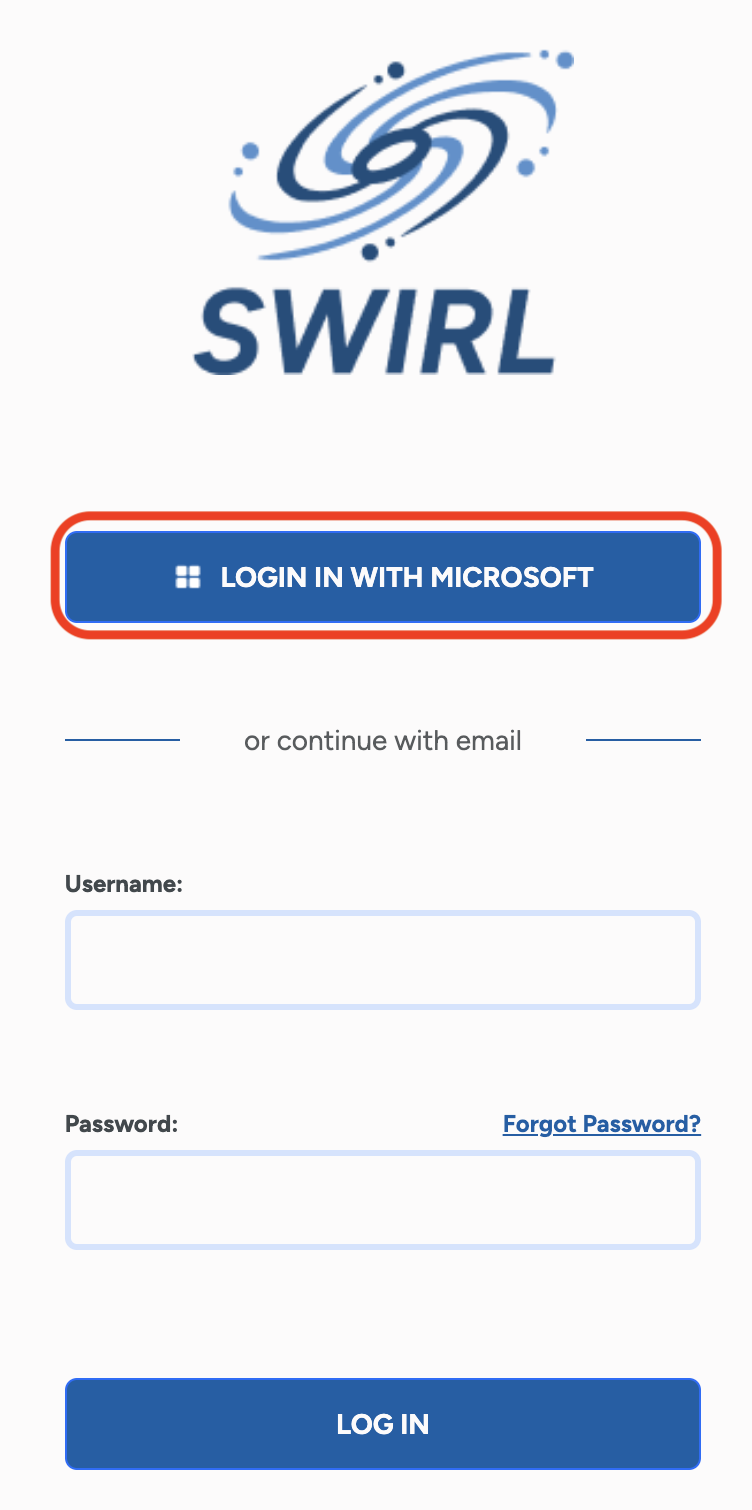 SWIRL
LOGIN IN WITH MICROSOFT
or continue with email
Username:
Password: Forgot Password?
LOG IN